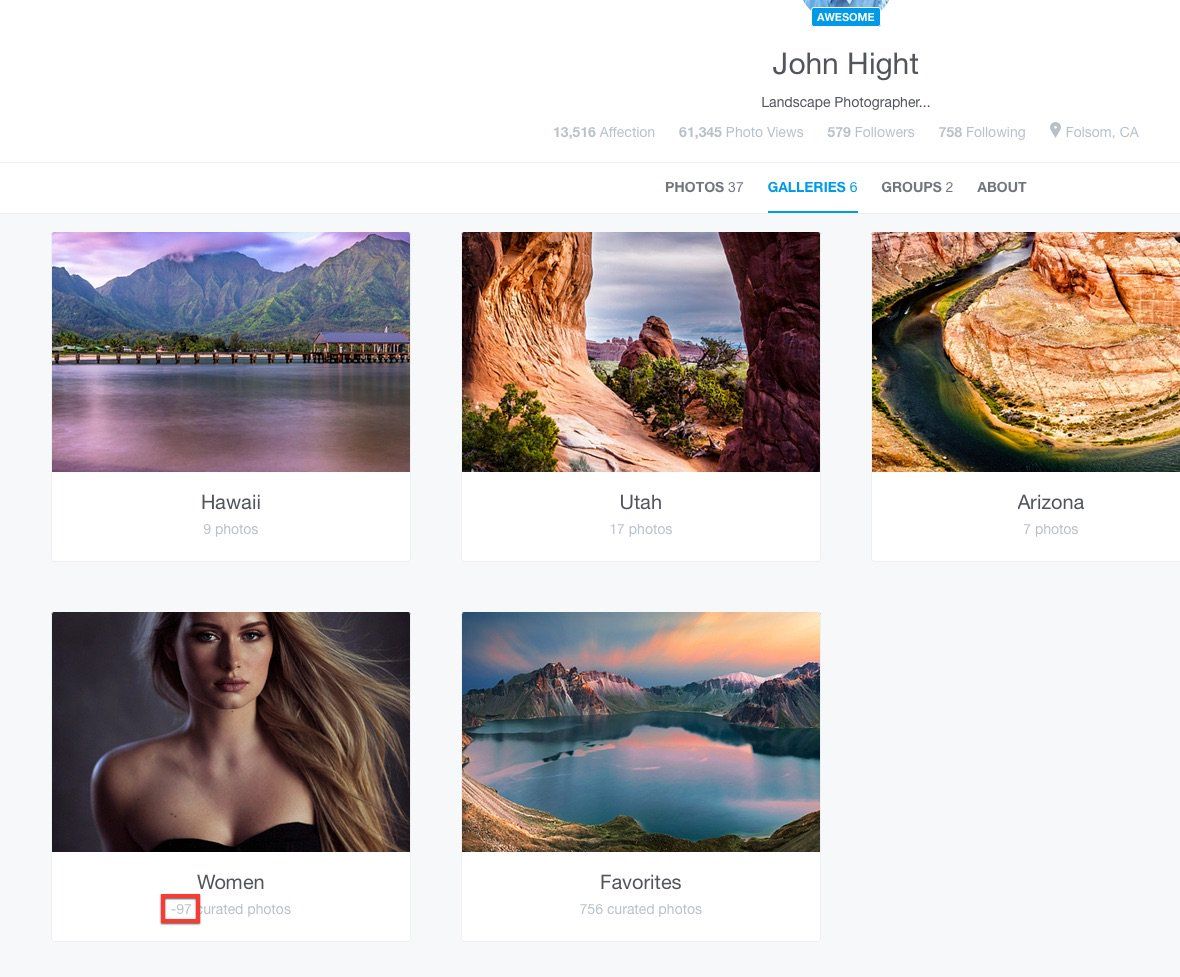 AWESOME
John Hight
Landscape Photographer...
13,516 Affection 61,345 Photo Views 579 Followers 758 Following Folsom, CA
PHOTOS 37 GALLERIES 6 GROUPS 2 ABOUT
Hawaii
9 photos
Utah
17 photos
Arizona
7 photos
Women
-97 curated photos
Favorites
756 curated photos